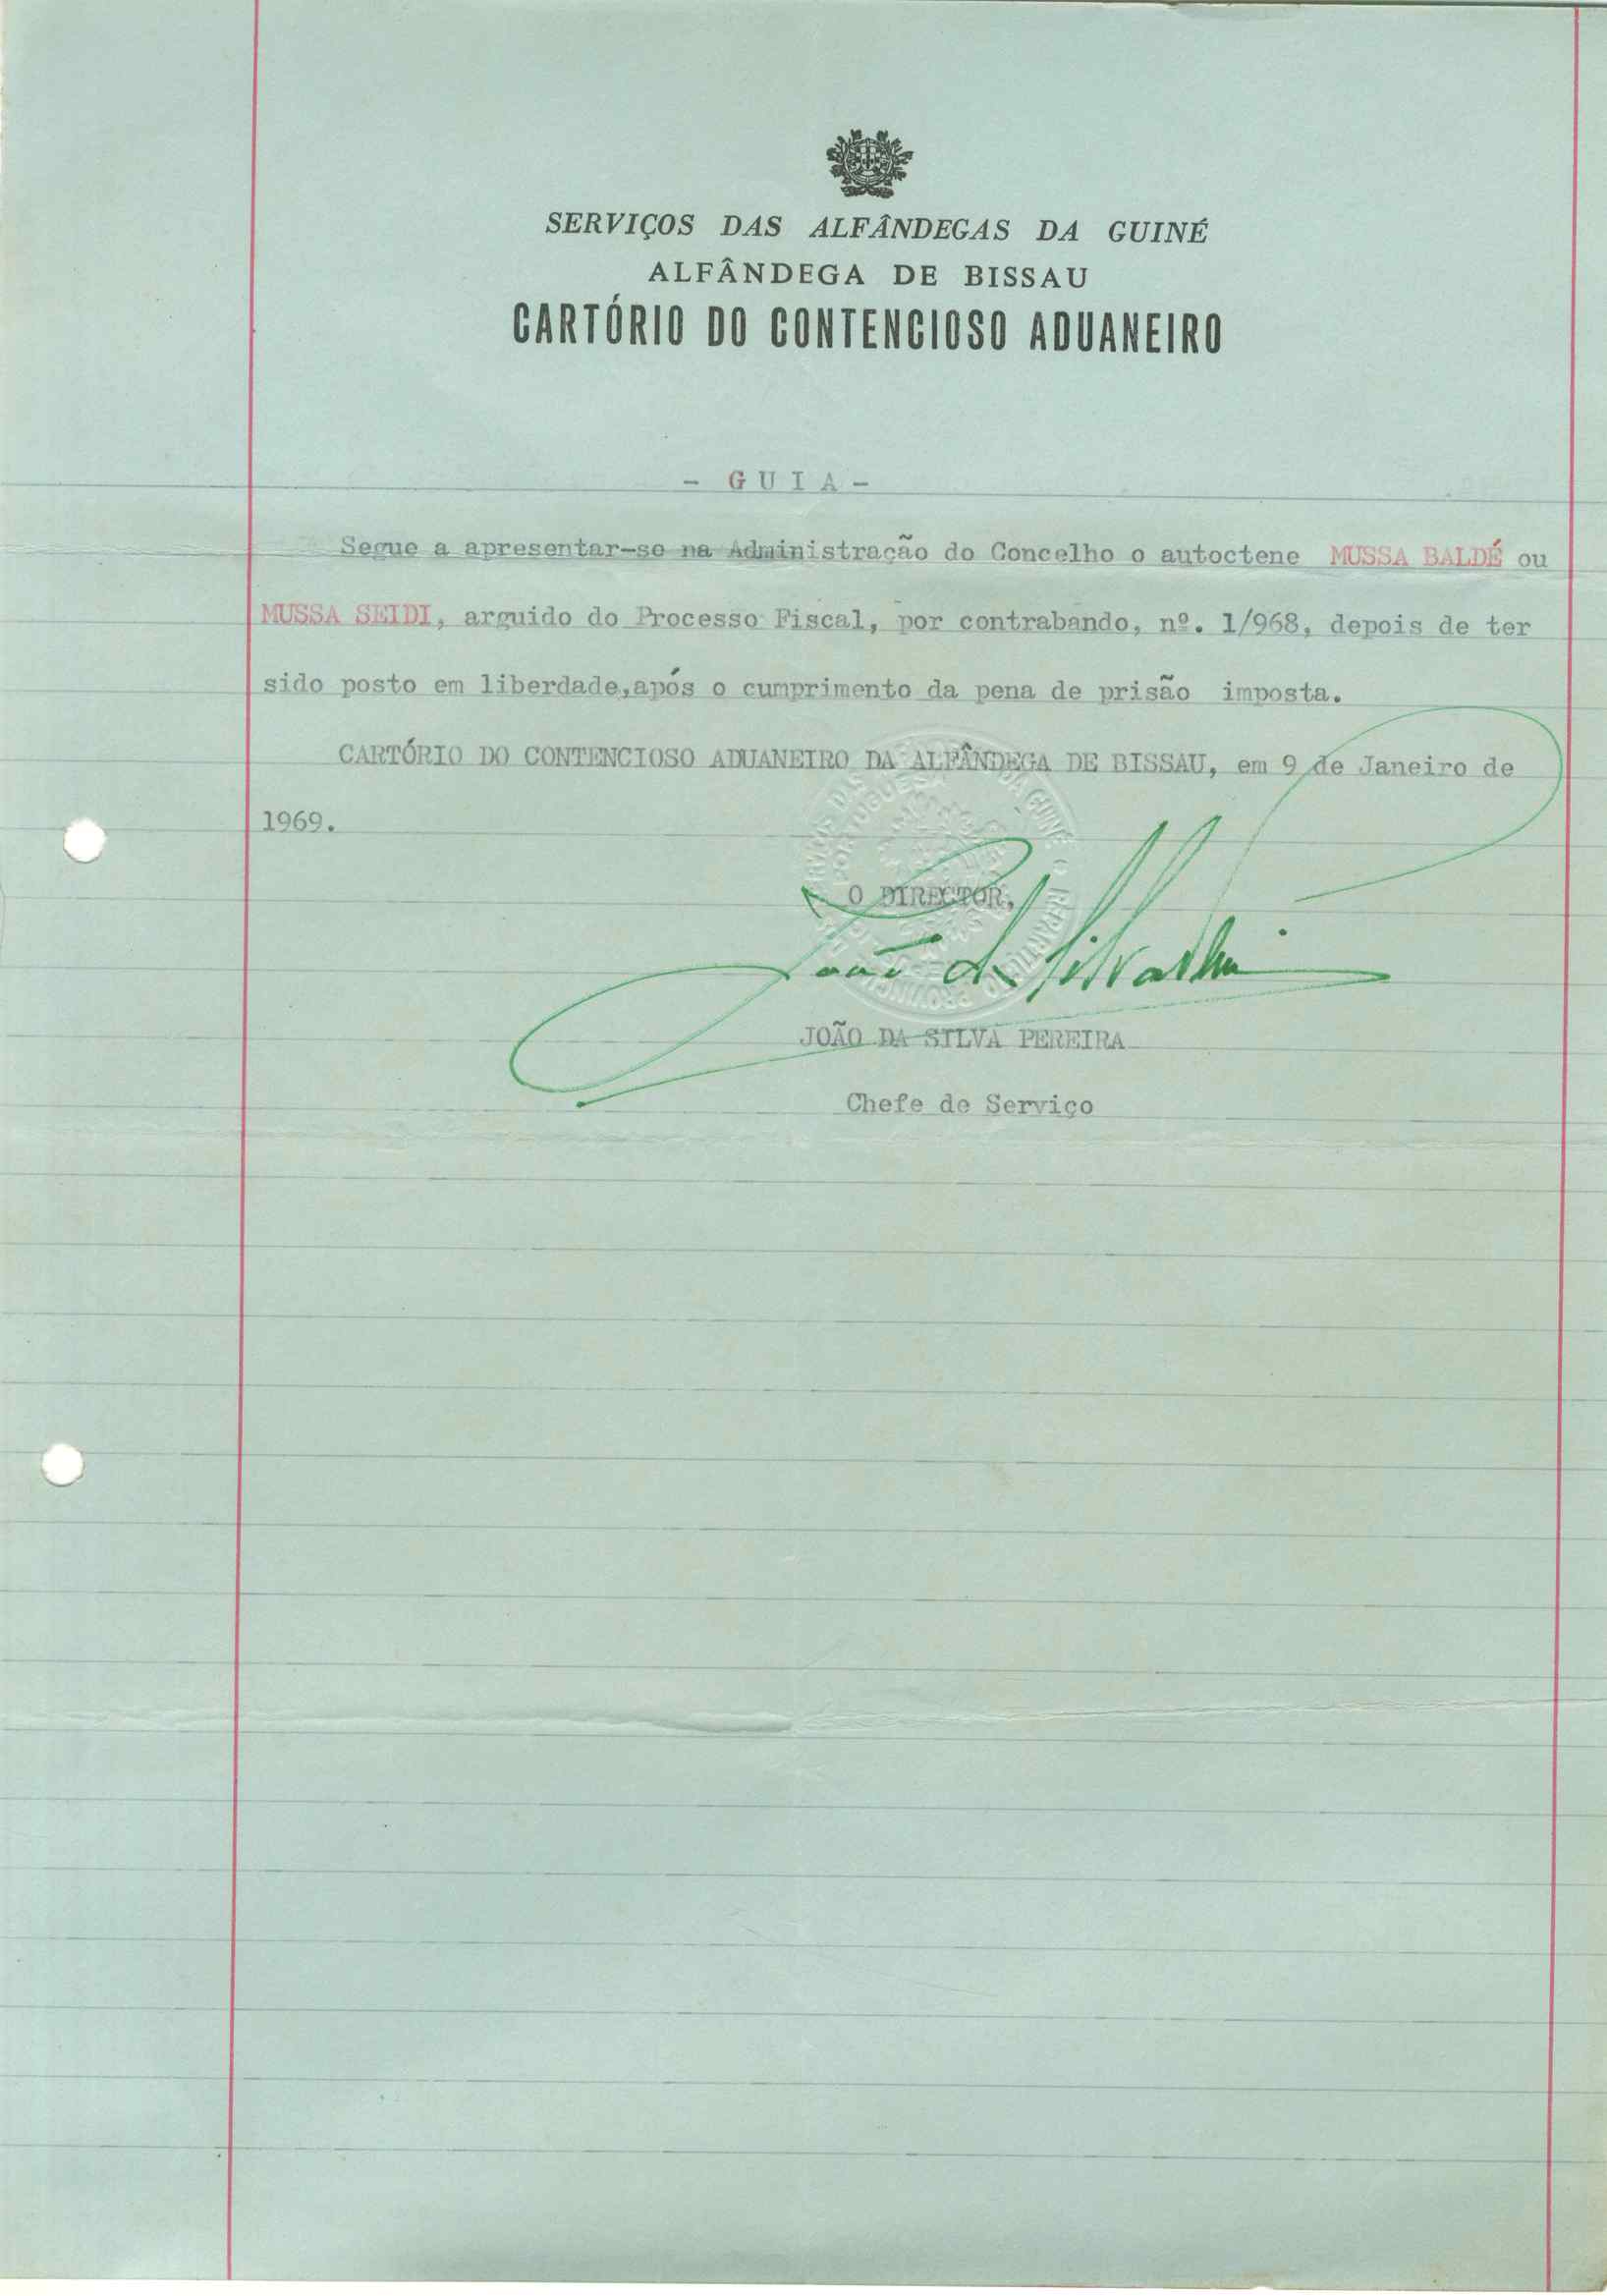 SERVIÇOS DAS ALFÂNDEGAS DA GUINÉ
ALFÂNDEGA DE BISSAU
CARTÓRIO DO CONTENCIOSO ADUANEIRO
- G U I A -
Segue a apresentar-se na Administração do Concelho o autoctene MUSSA BALDÉ ou
MUSSA SEIDI, arguido do Processo Fiscal, por contrabando, nº. 1/968, depois de ter
sido posto em liberdade,após o cumprimento da pena de prisão imposta.
CARTÓRIO DO CONTENCIOSO ADUANEIRO DA ALFÂNDEGA DE BISSAU, em 9 de Janeiro de
1969.
O DIRECTOR,
João da Silva
JOÃO DA SILVA PEREIRA
Chefe de Serviço